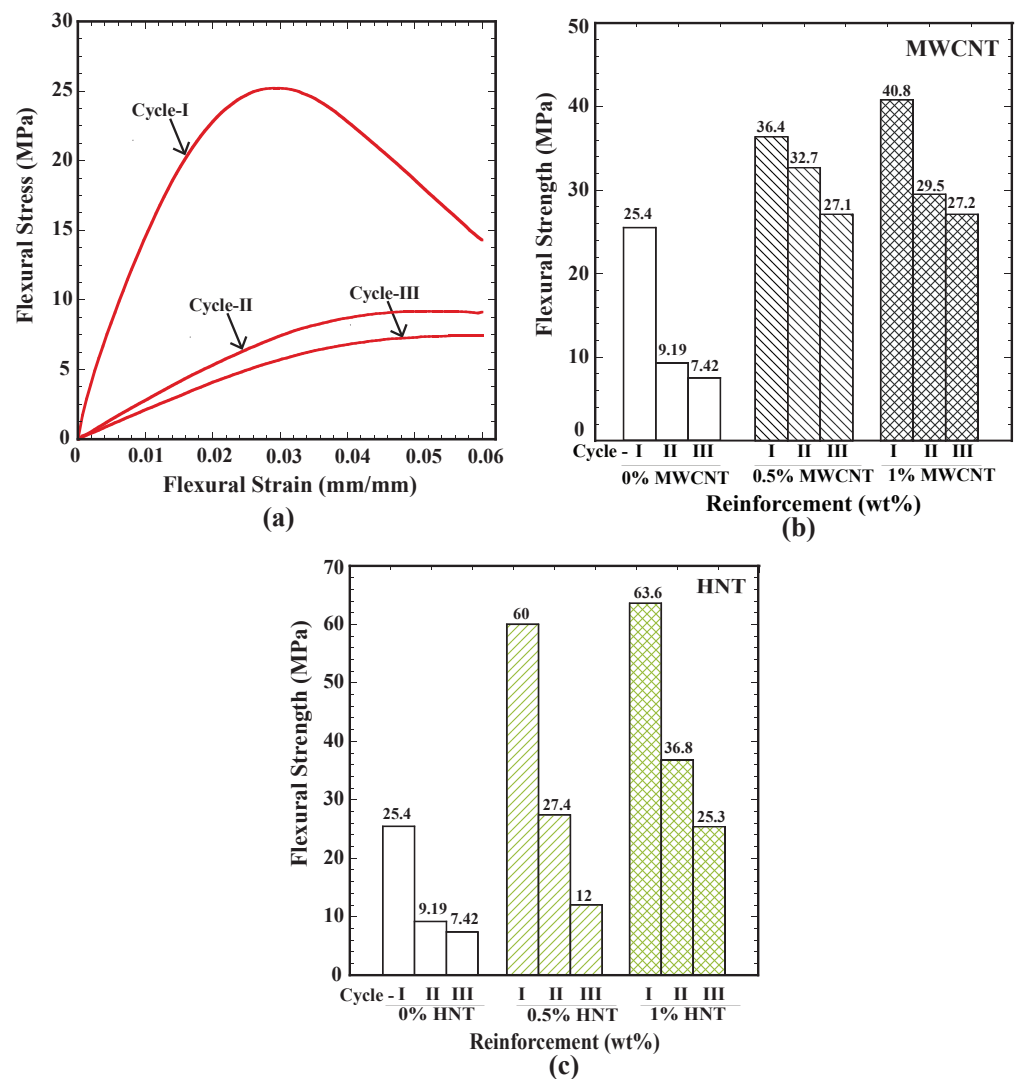 30
25
20
15
10
5
0
Flexural Stress (MPa)
Cycle-I
Cycle-II
Cycle-III
0 0.01 0.02 0.03 0.04 0.05 0.06
Flexural Strain (mm/mm)
(a)
MWCNT
50
40
30
20
10
0
Flexural Strength (MPa)
25.4
9.19
7.42
36.4
32.7
27.1
40.8
29.5
27.2
Cycle - I II III I II III I II III
0% MWCNT 0.5% MWCNT 1% MWCNT
Reinforcement (wt%)
(b)
HNT
70
60
50
40
30
20
10
0
Flexural Strength (MPa)
25.4
9.19
7.42
60
27.4
12
63.6
36.8
25.3
Cycle - I II III I II III I II III
0% HNT 0.5% HNT 1% HNT
Reinforcement (wt%)
(c)